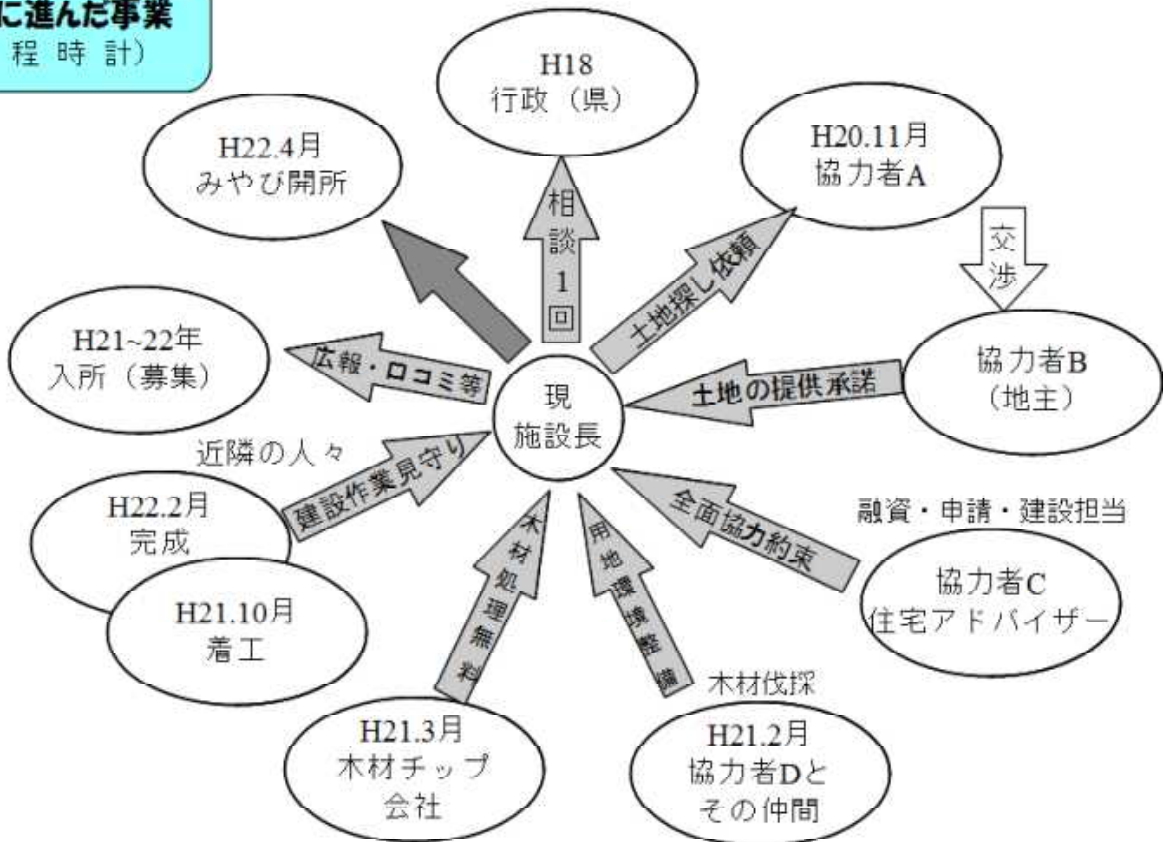 に進んだ事業
程時計）
H18
行政（県）
H20.11月
協力者A
交渉
協力者B
（地主）
融資・申請・建設担当
協力者C
住宅アドバイザー
木材伐採
H21.2月
協力者Dと
その仲間
H21.3月
木材チップ
会社
H21.10月
着工
H22.2月
完成
近隣の人々
H21~22年
入所（募集）
H22.4月
みやび開所
相談1回
土地探し依頼
土地の提供承諾
全面協力約束
用地環境整備
木材処理無料
建設作業見守り
広報・口コミ等
現
施設長